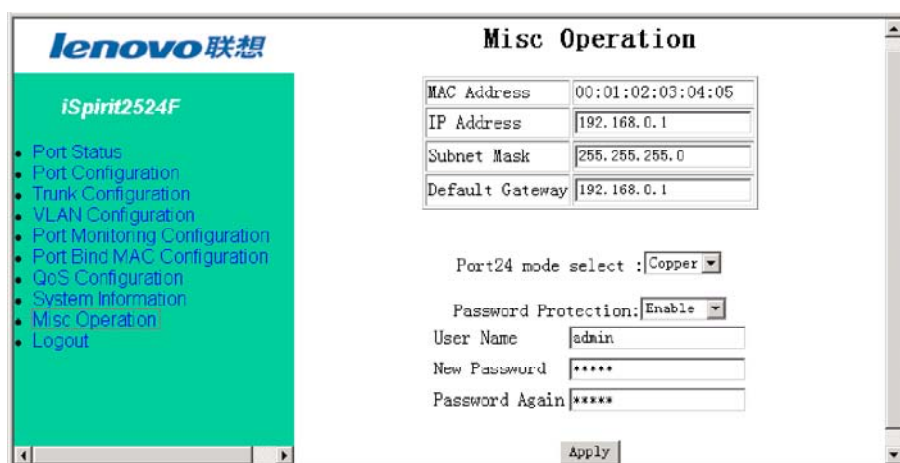 lenovo联想
iSpirit2524F
Port Status
Port Configuration
Trunk Configuration
VLAN Configuration
Port Monitoring Configuration
Port Bind MAC Configuration
QoS Configuration
System Information
Misc Operation
Logout
Misc Operation
MAC Address 00:01:02:03:04:05
IP Address 192.168.0.1
Subnet Mask 255.255.255.0
Default Gateway 192.168.0.1
Port24 mode select : Copper
Password Protection: Enable
User Name admin
New Password *****
Password Again *****
Apply